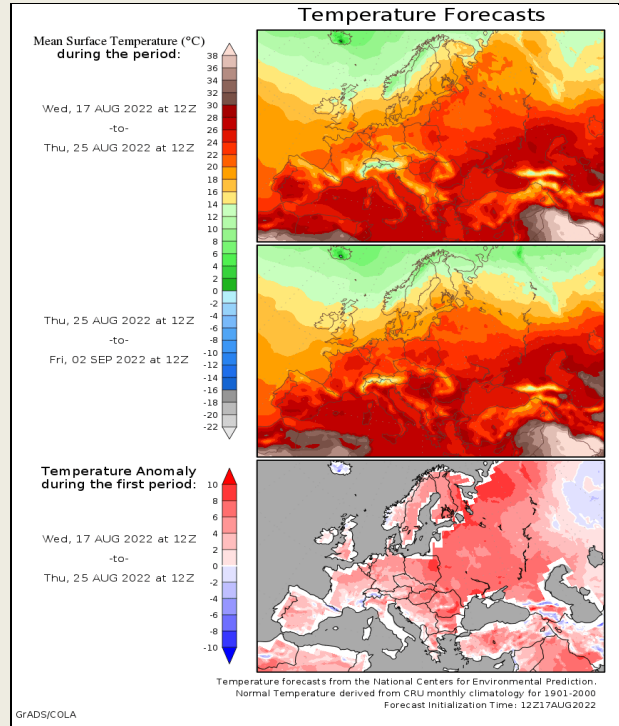 Temperature Forecasts
Mean Surface Temperature (°C)
during the period:
Wed, 17 AUG 2022 at 12Z
-to-
Thu, 25 AUG 2022 at 12Z
38
36
34
32
30
28
26
24
22
20
18
16
14
12
10
8
6
4
2
0
-2
-4
-6
-8
-10
-12
-14
-16
-18
-20
-22
Thu, 25 AUG 2022 at 12Z
-to-
Fri, 02 SEP 2022 at 12Z
Temperature Anomaly
during the first period:
Wed, 17 AUG 2022 at 12Z
-to-
Thu, 25 AUG 2022 at 12Z
10
8
6
4
2
0
-2
-4
-6
-8
-10
Temperature forecasts from the National Centers for Environmental Prediction.
Normal Temperature derived from CRU monthly climatology for 1901-2000
Forecast Initialization Time: 12Z17AUG2022
GrADS/COLA